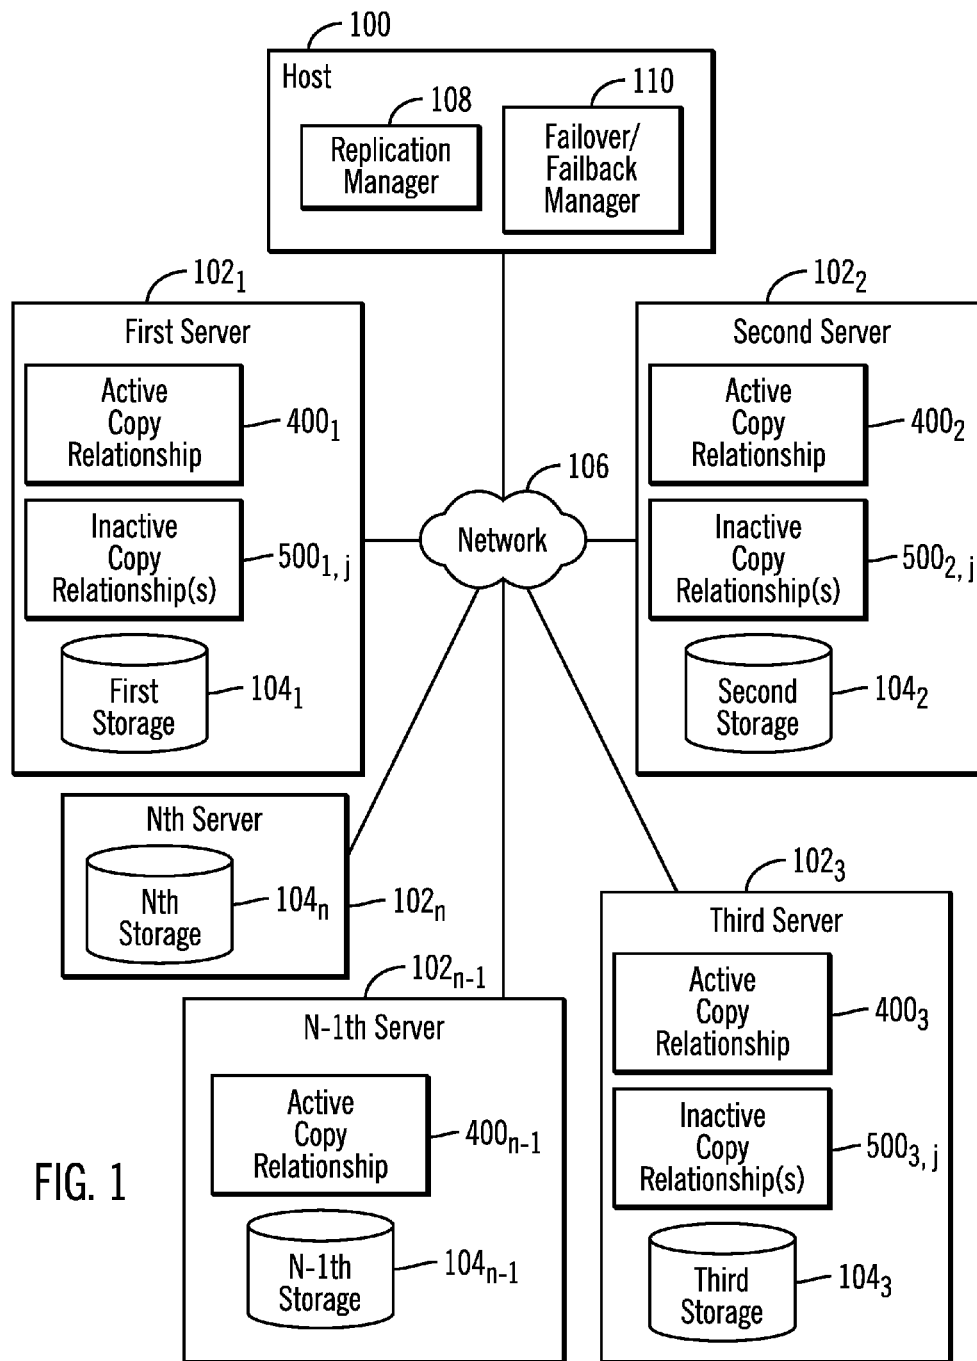 100
Host
108
110
Replication
Manager
Failover/
Failback
Manager
102₁
First Server
Active
Copy
Relationship
400₁
Inactive
Copy
Relationship(s)
500₁,ⱼ
First
Storage
104₁
102₂
Second Server
Active
Copy
Relationship
400₂
Inactive
Copy
Relationship(s)
500₂,ⱼ
Second
Storage
104₂
106
Network
Nth Server
Nth
Storage
104ₙ
102ₙ
102ₙ₋₁
N-1th Server
Active
Copy
Relationship
400ₙ₋₁
N-1th
Storage
104ₙ₋₁
102₃
Third Server
Active
Copy
Relationship
400₃
Inactive
Copy
Relationship(s)
500₃,ⱼ
Third
Storage
104₃
FIG. 1